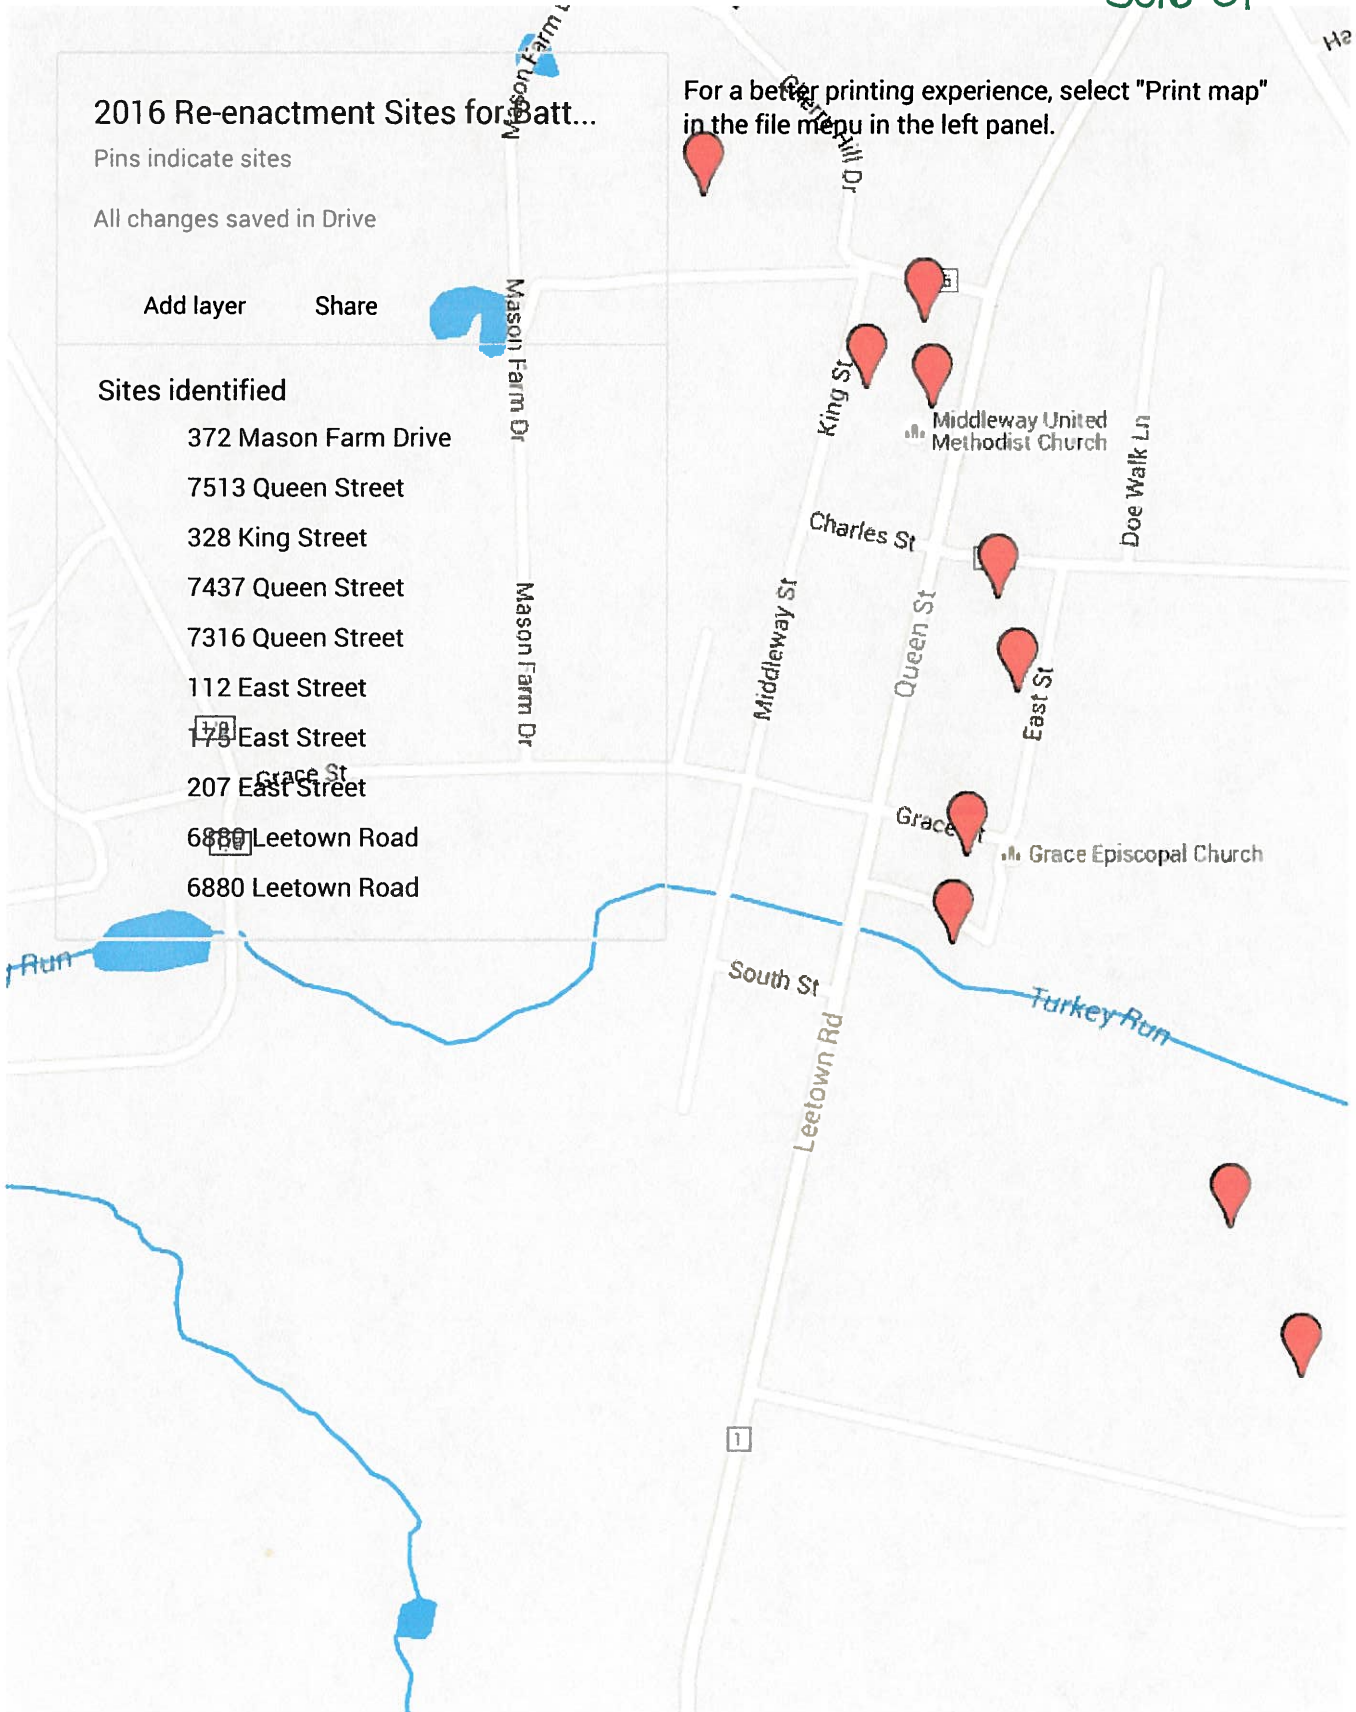 2016 Re-enactment Sites for Batt...
Pins indicate sites
All changes saved in Drive
Add layer
Share
For a better printing experience, select "Print map"
in the file menu in the left panel.
Sites identified
372 Mason Farm Drive
7513 Queen Street
328 King Street
7437 Queen Street
7316 Queen Street
112 East Street
175 East Street
207 East Street
6880 Leetown Road
6880 Leetown Road
Mason Farm
Mason Farm Dr
Mason Farm Dr
Cherry Hill Dr
King St
Middleway United
Methodist Church
Doe Walk Ln
Charles St
Middleway St
Queen St
East St
Grace St
Grace
Grace Episcopal Church
Run
South St
Turkey Run
Leetown Rd
1